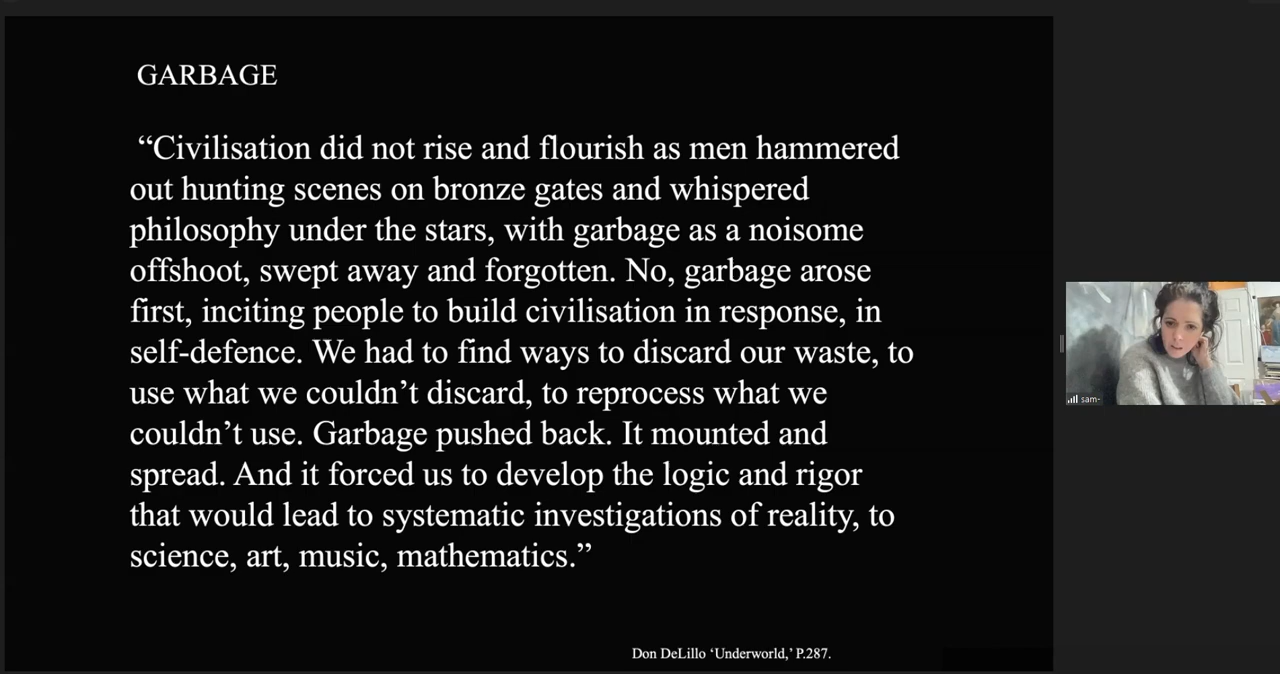 GARBAGE
“Civilisation did not rise and flourish as men hammered
out hunting scenes on bronze gates and whispered
philosophy under the stars, with garbage as a noisome
offshoot, swept away and forgotten. No, garbage arose
first, inciting people to build civilisation in response, in
self-defence. We had to find ways to discard our waste, to
use what we couldn’t discard, to reprocess what we
couldn’t use. Garbage pushed back. It mounted and
spread. And it forced us to develop the logic and rigor
that would lead to systematic investigations of reality, to
science, art, music, mathematics.”
Don DeLillo ‘Underworld,’ P.287.
sam-